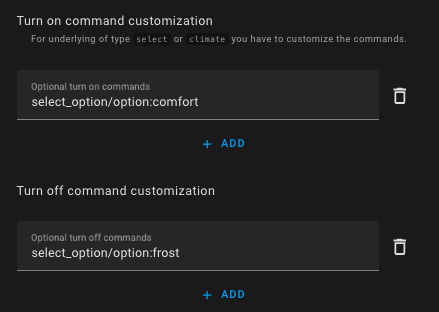 Turn on command customization
For underlying of type select or climate you have to customize the commands.
Optional turn on commands
select_option/option:comfort
+ ADD
Turn off command customization
Optional turn off commands
select_option/option:frost
+ ADD